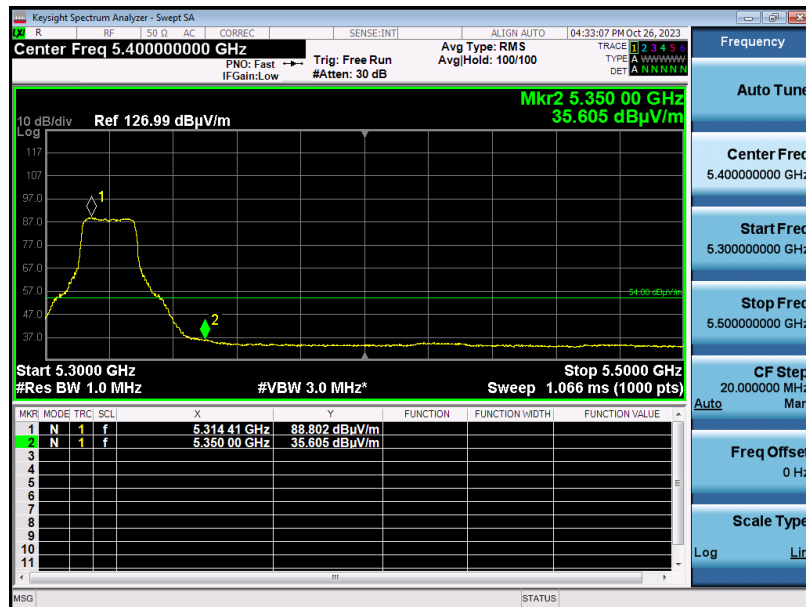 Keysight Spectrum Analyzer - Swept SA
R RF 50 Ω AC CORREC SENSE:INT ALIGN AUTO 04:33:07 PM Oct 26, 2023
Center Freq 5.400000000 GHz
PNO: Fast
IFGain:Low
Trig: Free Run
#Atten: 30 dB
Avg Type: RMS
Avg|Hold: 100/100
TRACE 1 2 3 4 5 6
TYPE A WWWWW
DET A N N N N N
Mkr2 5.350 00 GHz
35.605 dBµV/m
10 dB/div Ref 126.99 dBµV/m
Log
117
107
97.0
87.0
77.0
67.0
57.0
47.0
37.0
1
2
54.00 dBµV/m
Start 5.3000 GHz Stop 5.5000 GHz
#Res BW 1.0 MHz #VBW 3.0 MHz* Sweep 1.066 ms (1000 pts)
MKR MODE TRC SCL X Y FUNCTION FUNCTION WIDTH FUNCTION VALUE
1 N 1 f 5.314 41 GHz 88.802 dBµV/m
2 N 1 f 5.350 00 GHz 35.605 dBµV/m
3
4
5
6
7
8
9
10
11
MSG STATUS
Frequency
Auto Tune
Center Freq
5.400000000 GHz
Start Freq
5.300000000 GHz
Stop Freq
5.500000000 GHz
CF Step
20.000000 MHz
Auto Man
Freq Offset
0 Hz
Scale Type
Log Lin